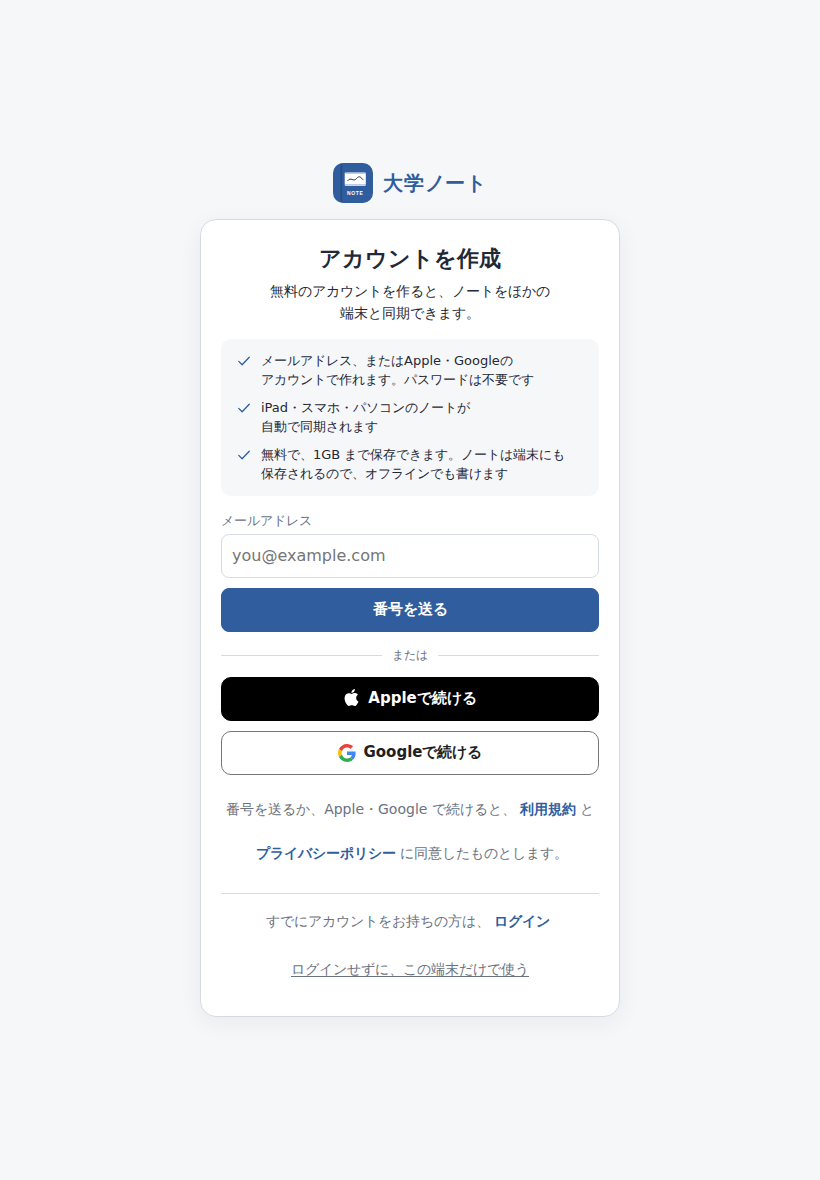 NOTE
大学ノート
アカウントを作成
無料のアカウントを作ると、ノートをほかの
端末と同期できます。
メールアドレス、またはApple・Googleの
アカウントで作れます。パスワードは不要です
iPad・スマホ・パソコンのノートが
自動で同期されます
無料で、1GB まで保存できます。ノートは端末にも
保存されるので、オフラインでも書けます
メールアドレス
you@example.com
番号を送る
または
Appleで続ける
Googleで続ける
番号を送るか、Apple・Google で続けると、 利用規約 と
プライバシーポリシー に同意したものとします。
すでにアカウントをお持ちの方は、 ログイン
ログインせずに、この端末だけで使う